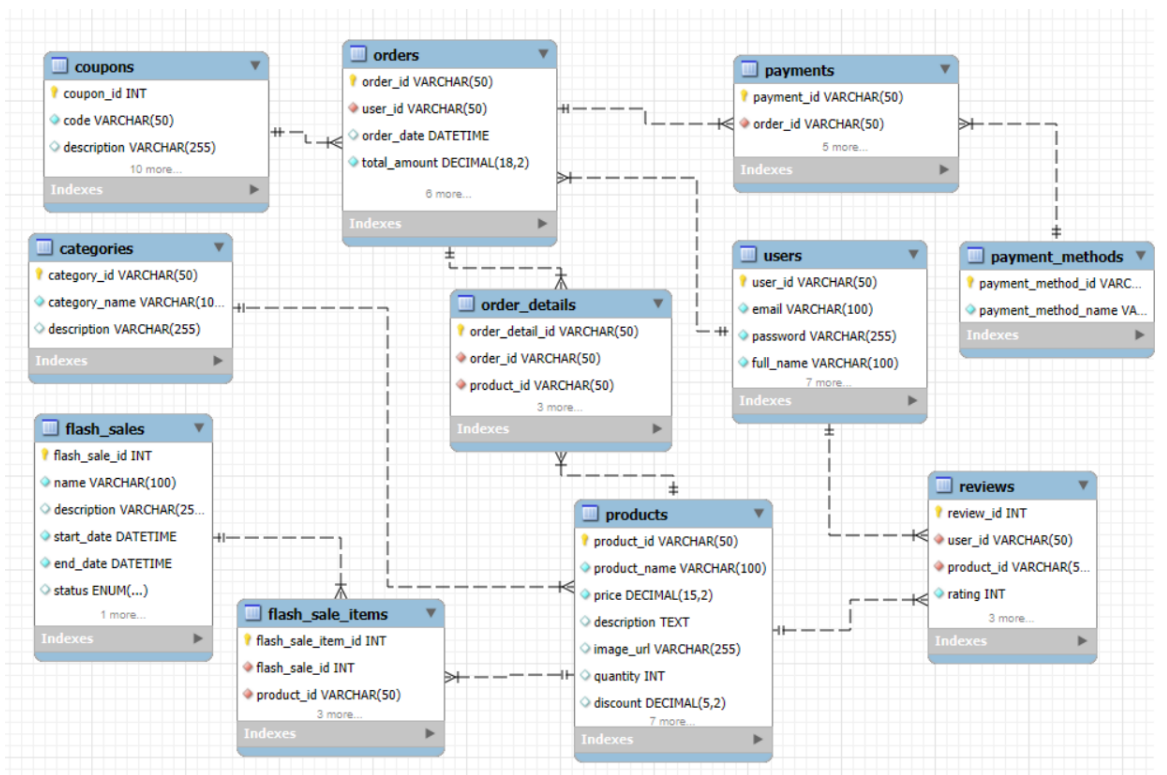 coupons
coupon_id INT
code VARCHAR(50)
description VARCHAR(255)
10 more...
Indexes
orders
order_id VARCHAR(50)
user_id VARCHAR(50)
order_date DATETIME
total_amount DECIMAL(18,2)
6 more...
Indexes
payments
payment_id VARCHAR(50)
order_id VARCHAR(50)
5 more...
Indexes
categories
category_id VARCHAR(50)
category_name VARCHAR(10...
description VARCHAR(255)
Indexes
order_details
order_detail_id VARCHAR(50)
order_id VARCHAR(50)
product_id VARCHAR(50)
3 more...
Indexes
users
user_id VARCHAR(50)
email VARCHAR(100)
password VARCHAR(255)
full_name VARCHAR(100)
7 more...
Indexes
payment_methods
payment_method_id VARC...
payment_method_name VA...
Indexes
flash_sales
flash_sale_id INT
name VARCHAR(100)
description VARCHAR(25...
start_date DATETIME
end_date DATETIME
status ENUM(...)
1 more...
Indexes
flash_sale_items
flash_sale_item_id INT
flash_sale_id INT
product_id VARCHAR(50)
3 more...
Indexes
products
product_id VARCHAR(50)
product_name VARCHAR(100)
price DECIMAL(15,2)
description TEXT
image_url VARCHAR(255)
quantity INT
discount DECIMAL(5,2)
7 more...
Indexes
reviews
review_id INT
user_id VARCHAR(50)
product_id VARCHAR(5...
rating INT
3 more...
Indexes